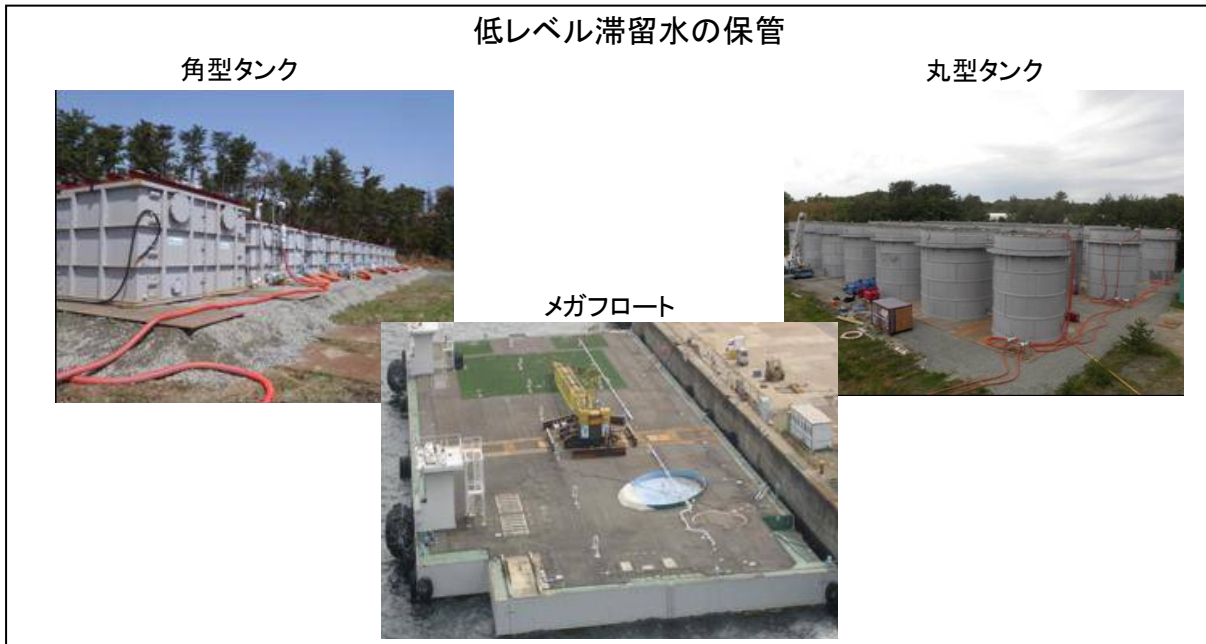 低レベル滞留水の保管
角型タンク
丸型タンク
メガフロート